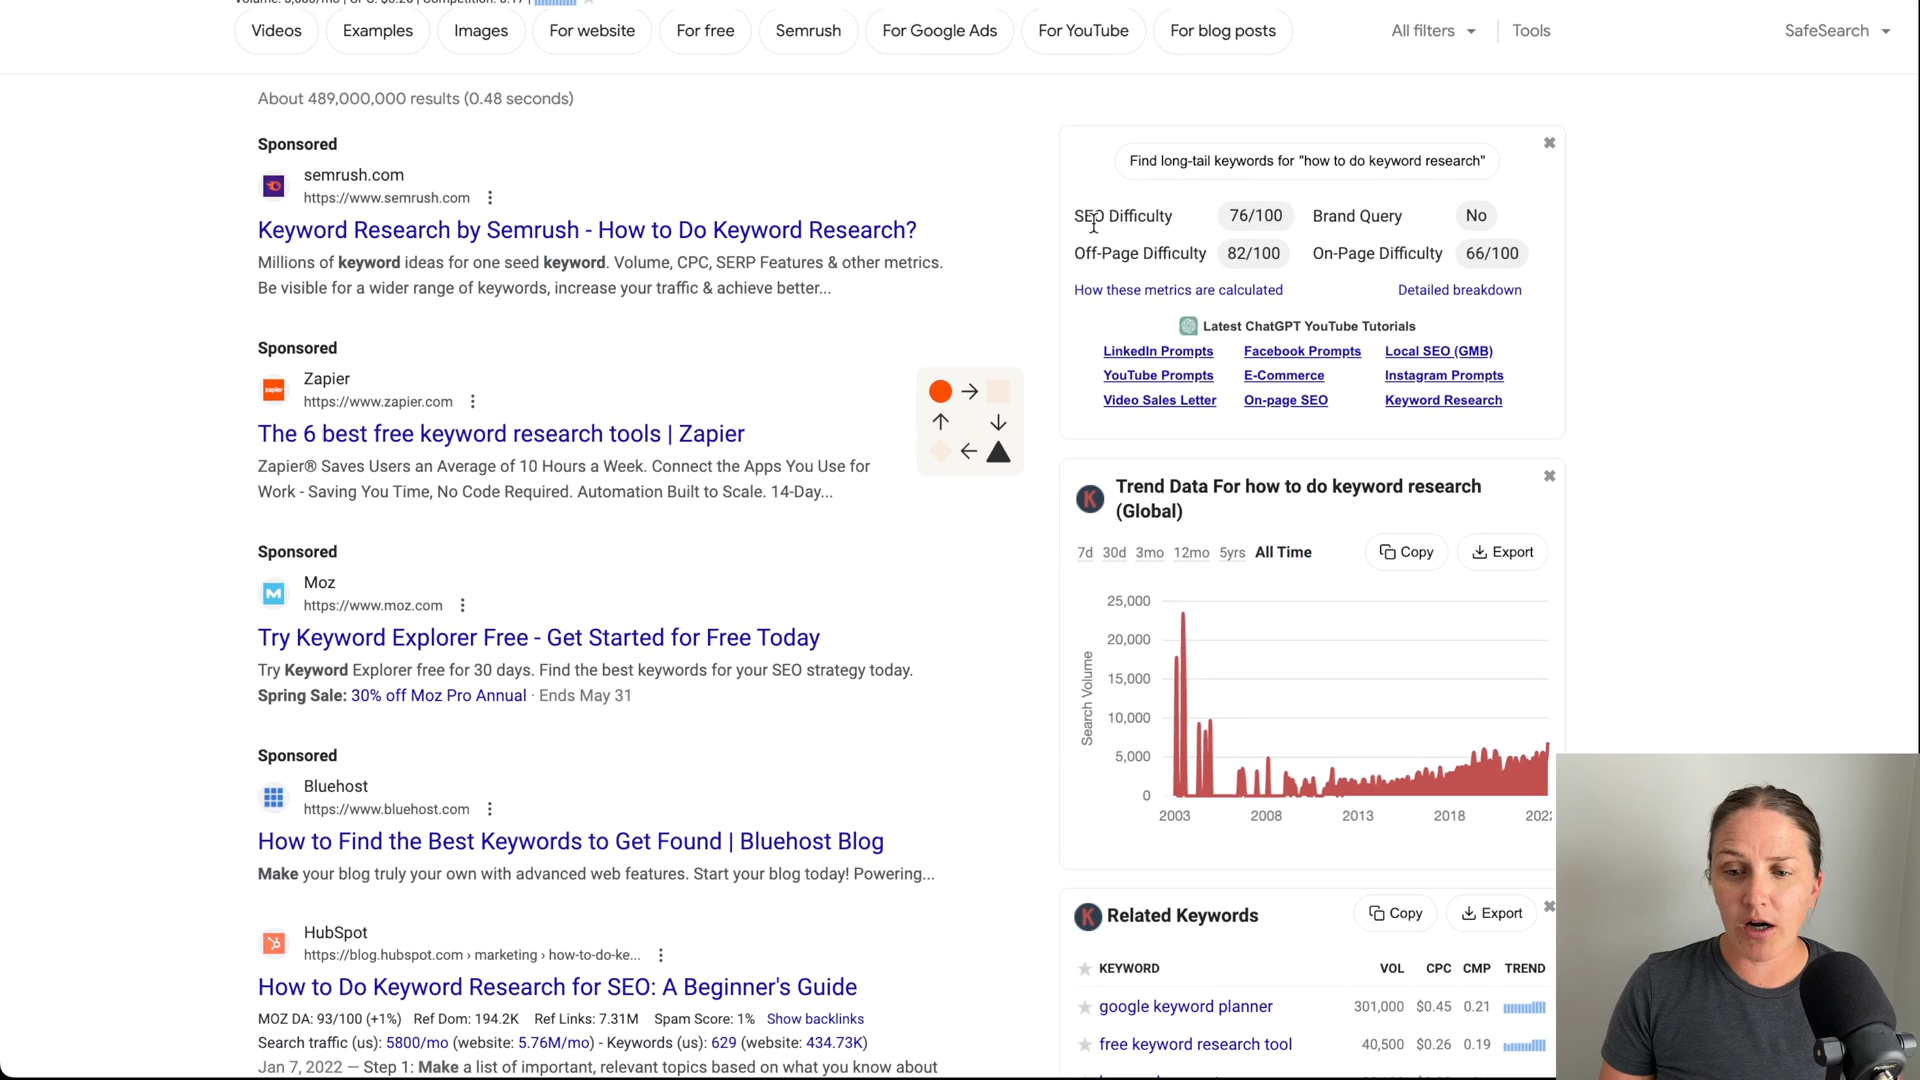 Videos
Examples
Images
For website
For free
Semrush
For Google Ads
For YouTube
For blog posts
All filters
Tools
SafeSearch
About 489,000,000 results (0.48 seconds)
Sponsored
semrush.com
https://www.semrush.com
Keyword Research by Semrush - How to Do Keyword Research?
Millions of keyword ideas for one seed keyword. Volume, CPC, SERP Features & other metrics.
Be visible for a wider range of keywords, increase your traffic & achieve better...
Sponsored
Zapier
zapier
https://www.zapier.com
The 6 best free keyword research tools | Zapier
Zapier® Saves Users an Average of 10 Hours a Week. Connect the Apps You Use for
Work - Saving You Time, No Code Required. Automation Built to Scale. 14-Day...
Sponsored
Moz
M
https://www.moz.com
Try Keyword Explorer Free - Get Started for Free Today
Try Keyword Explorer free for 30 days. Find the best keywords for your SEO strategy today.
Spring Sale: 30% off Moz Pro Annual · Ends May 31
Sponsored
Bluehost
https://www.bluehost.com
How to Find the Best Keywords to Get Found | Bluehost Blog
Make your blog truly your own with advanced web features. Start your blog today! Powering...
HubSpot
https://blog.hubspot.com › marketing › how-to-do-ke...
How to Do Keyword Research for SEO: A Beginner's Guide
MOZ DA: 93/100 (+1%) Ref Dom: 194.2K Ref Links: 7.31M Spam Score: 1% Show backlinks
Search traffic (us): 5800/mo (website: 5.76M/mo) - Keywords (us): 629 (website: 434.73K)
Jan 7, 2022 — Step 1: Make a list of important, relevant topics based on what you know about
Find long-tail keywords for "how to do keyword research"
SEO Difficulty 76/100 Brand Query No
Off-Page Difficulty 82/100 On-Page Difficulty 66/100
How these metrics are calculated Detailed breakdown
Latest ChatGPT YouTube Tutorials
LinkedIn Prompts Facebook Prompts Local SEO (GMB)
YouTube Prompts E-Commerce Instagram Prompts
Video Sales Letter On-page SEO Keyword Research
K
Trend Data For how to do keyword research
(Global)
7d 30d 3mo 12mo 5yrs All Time Copy Export
25,000
20,000
15,000
10,000
5,000
0
Search Volume
2003 2008 2013 2018 2022
K Related Keywords Copy Export
KEYWORD VOL CPC CMP TREND
google keyword planner 301,000 $0.45 0.21
free keyword research tool 40,500 $0.26 0.19